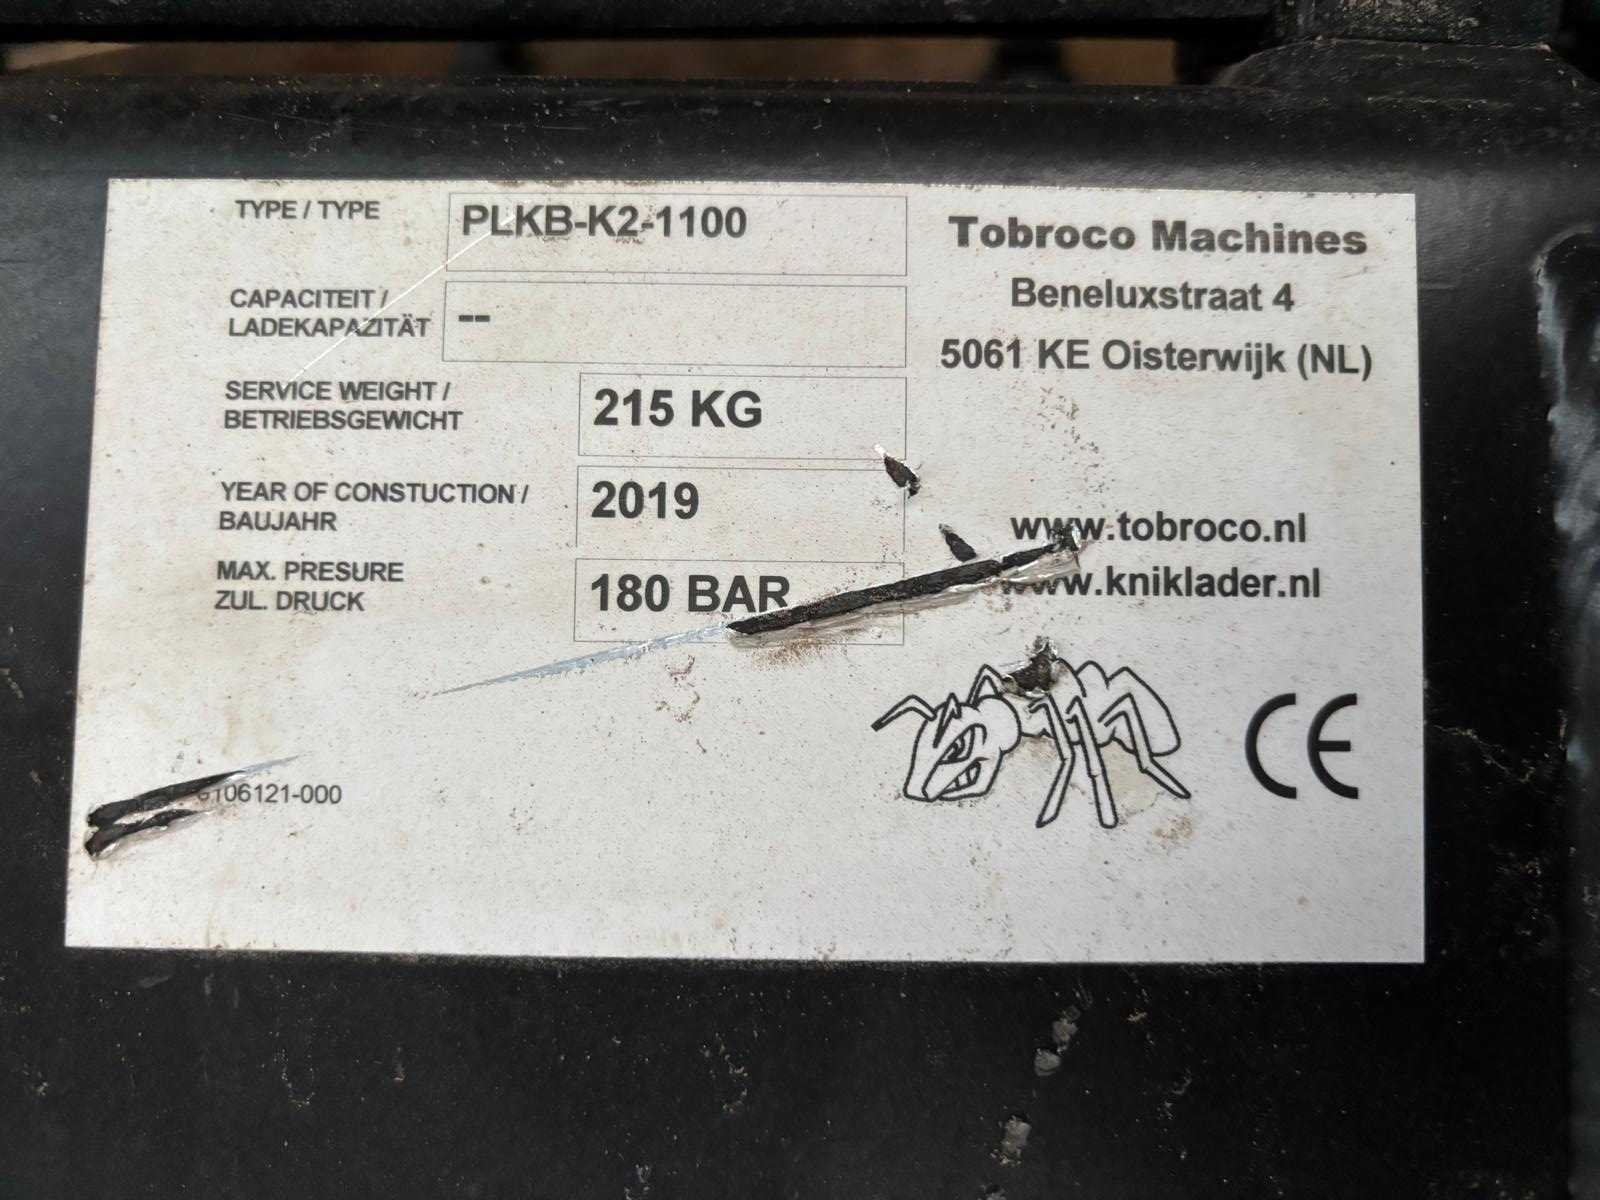 TYPE / TYPE
PLKB-K2-1100
CAPACITEIT /
LADEKAPAZITÄT
--
SERVICE WEIGHT /
BETRIEBSGEWICHT
215 KG
YEAR OF CONSTUCTION /
BAUJAHR
2019
MAX. PRESURE
ZUL. DRUCK
180 BAR
Tobroco Machines
Beneluxstraat 4
5061 KE Oisterwijk (NL)
www.tobroco.nl
www.kniklader.nl
CE